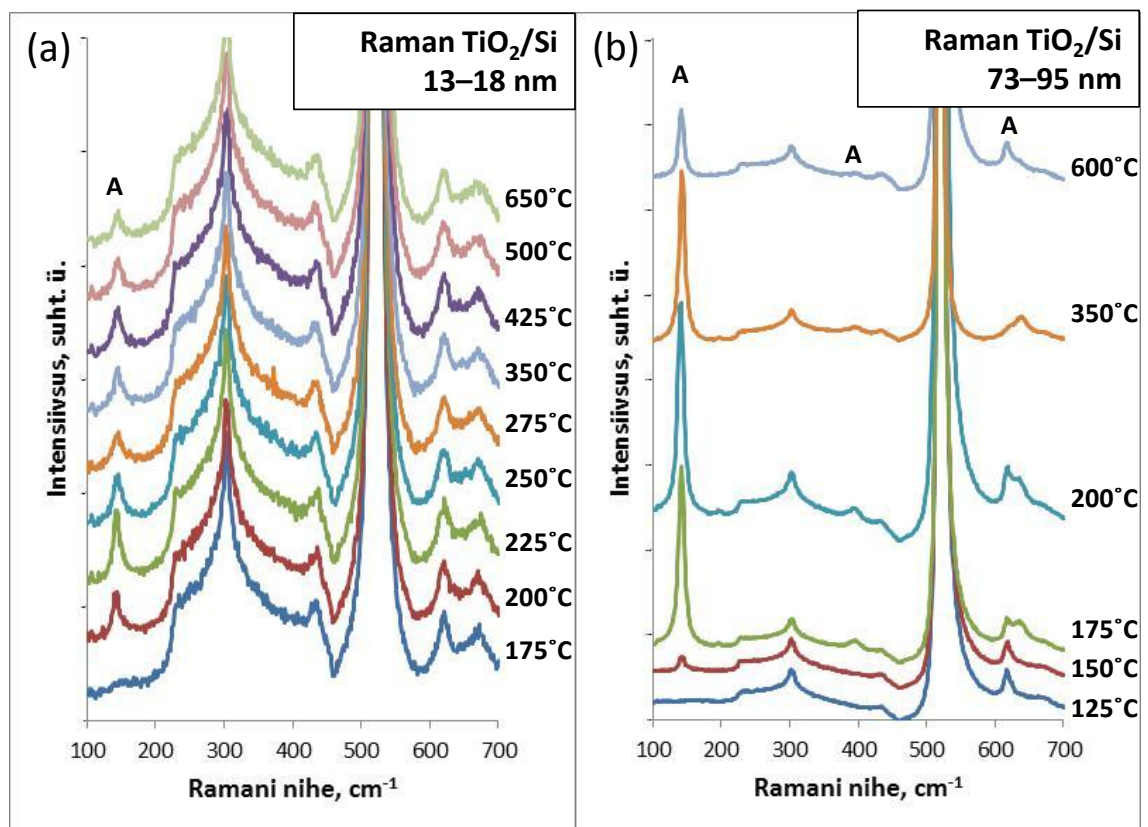 (a)
Raman TiO₂/Si
13–18 nm
A
650˚C
500˚C
425˚C
350˚C
275˚C
250˚C
225˚C
200˚C
175˚C
Intensiivsus, suht. ü.
100 200 300 400 500 600 700
Ramani nihe, cm⁻¹
(b)
Raman TiO₂/Si
73–95 nm
A
A
A
600˚C
350˚C
200˚C
175˚C
150˚C
125˚C
Intensiivsus, suht. ü.
100 200 300 400 500 600 700
Ramani nihe, cm⁻¹